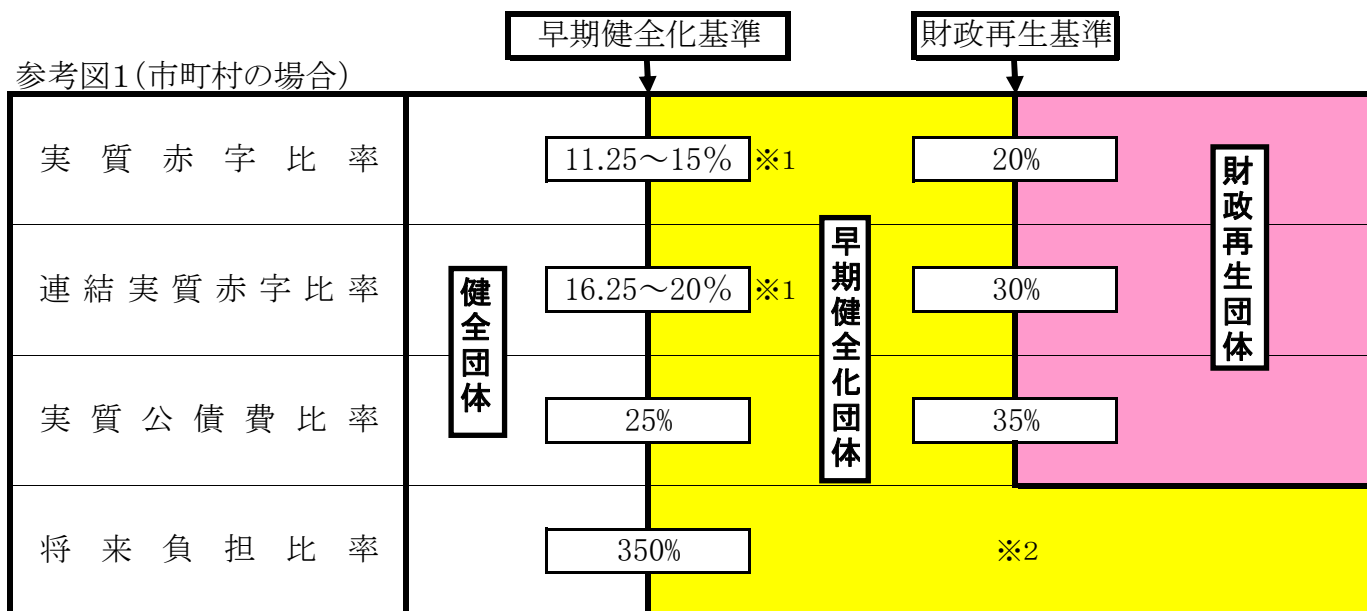 早期健全化基準
財政再生基準
参考図1(市町村の場合)
実質赤字比率
11.25～15% ※1
20%
連結実質赤字比率
16.25～20% ※1
30%
実質公債費比率
25%
35%
将来負担比率
350%
※2
健全団体
早期健全化団体
財政再生団体